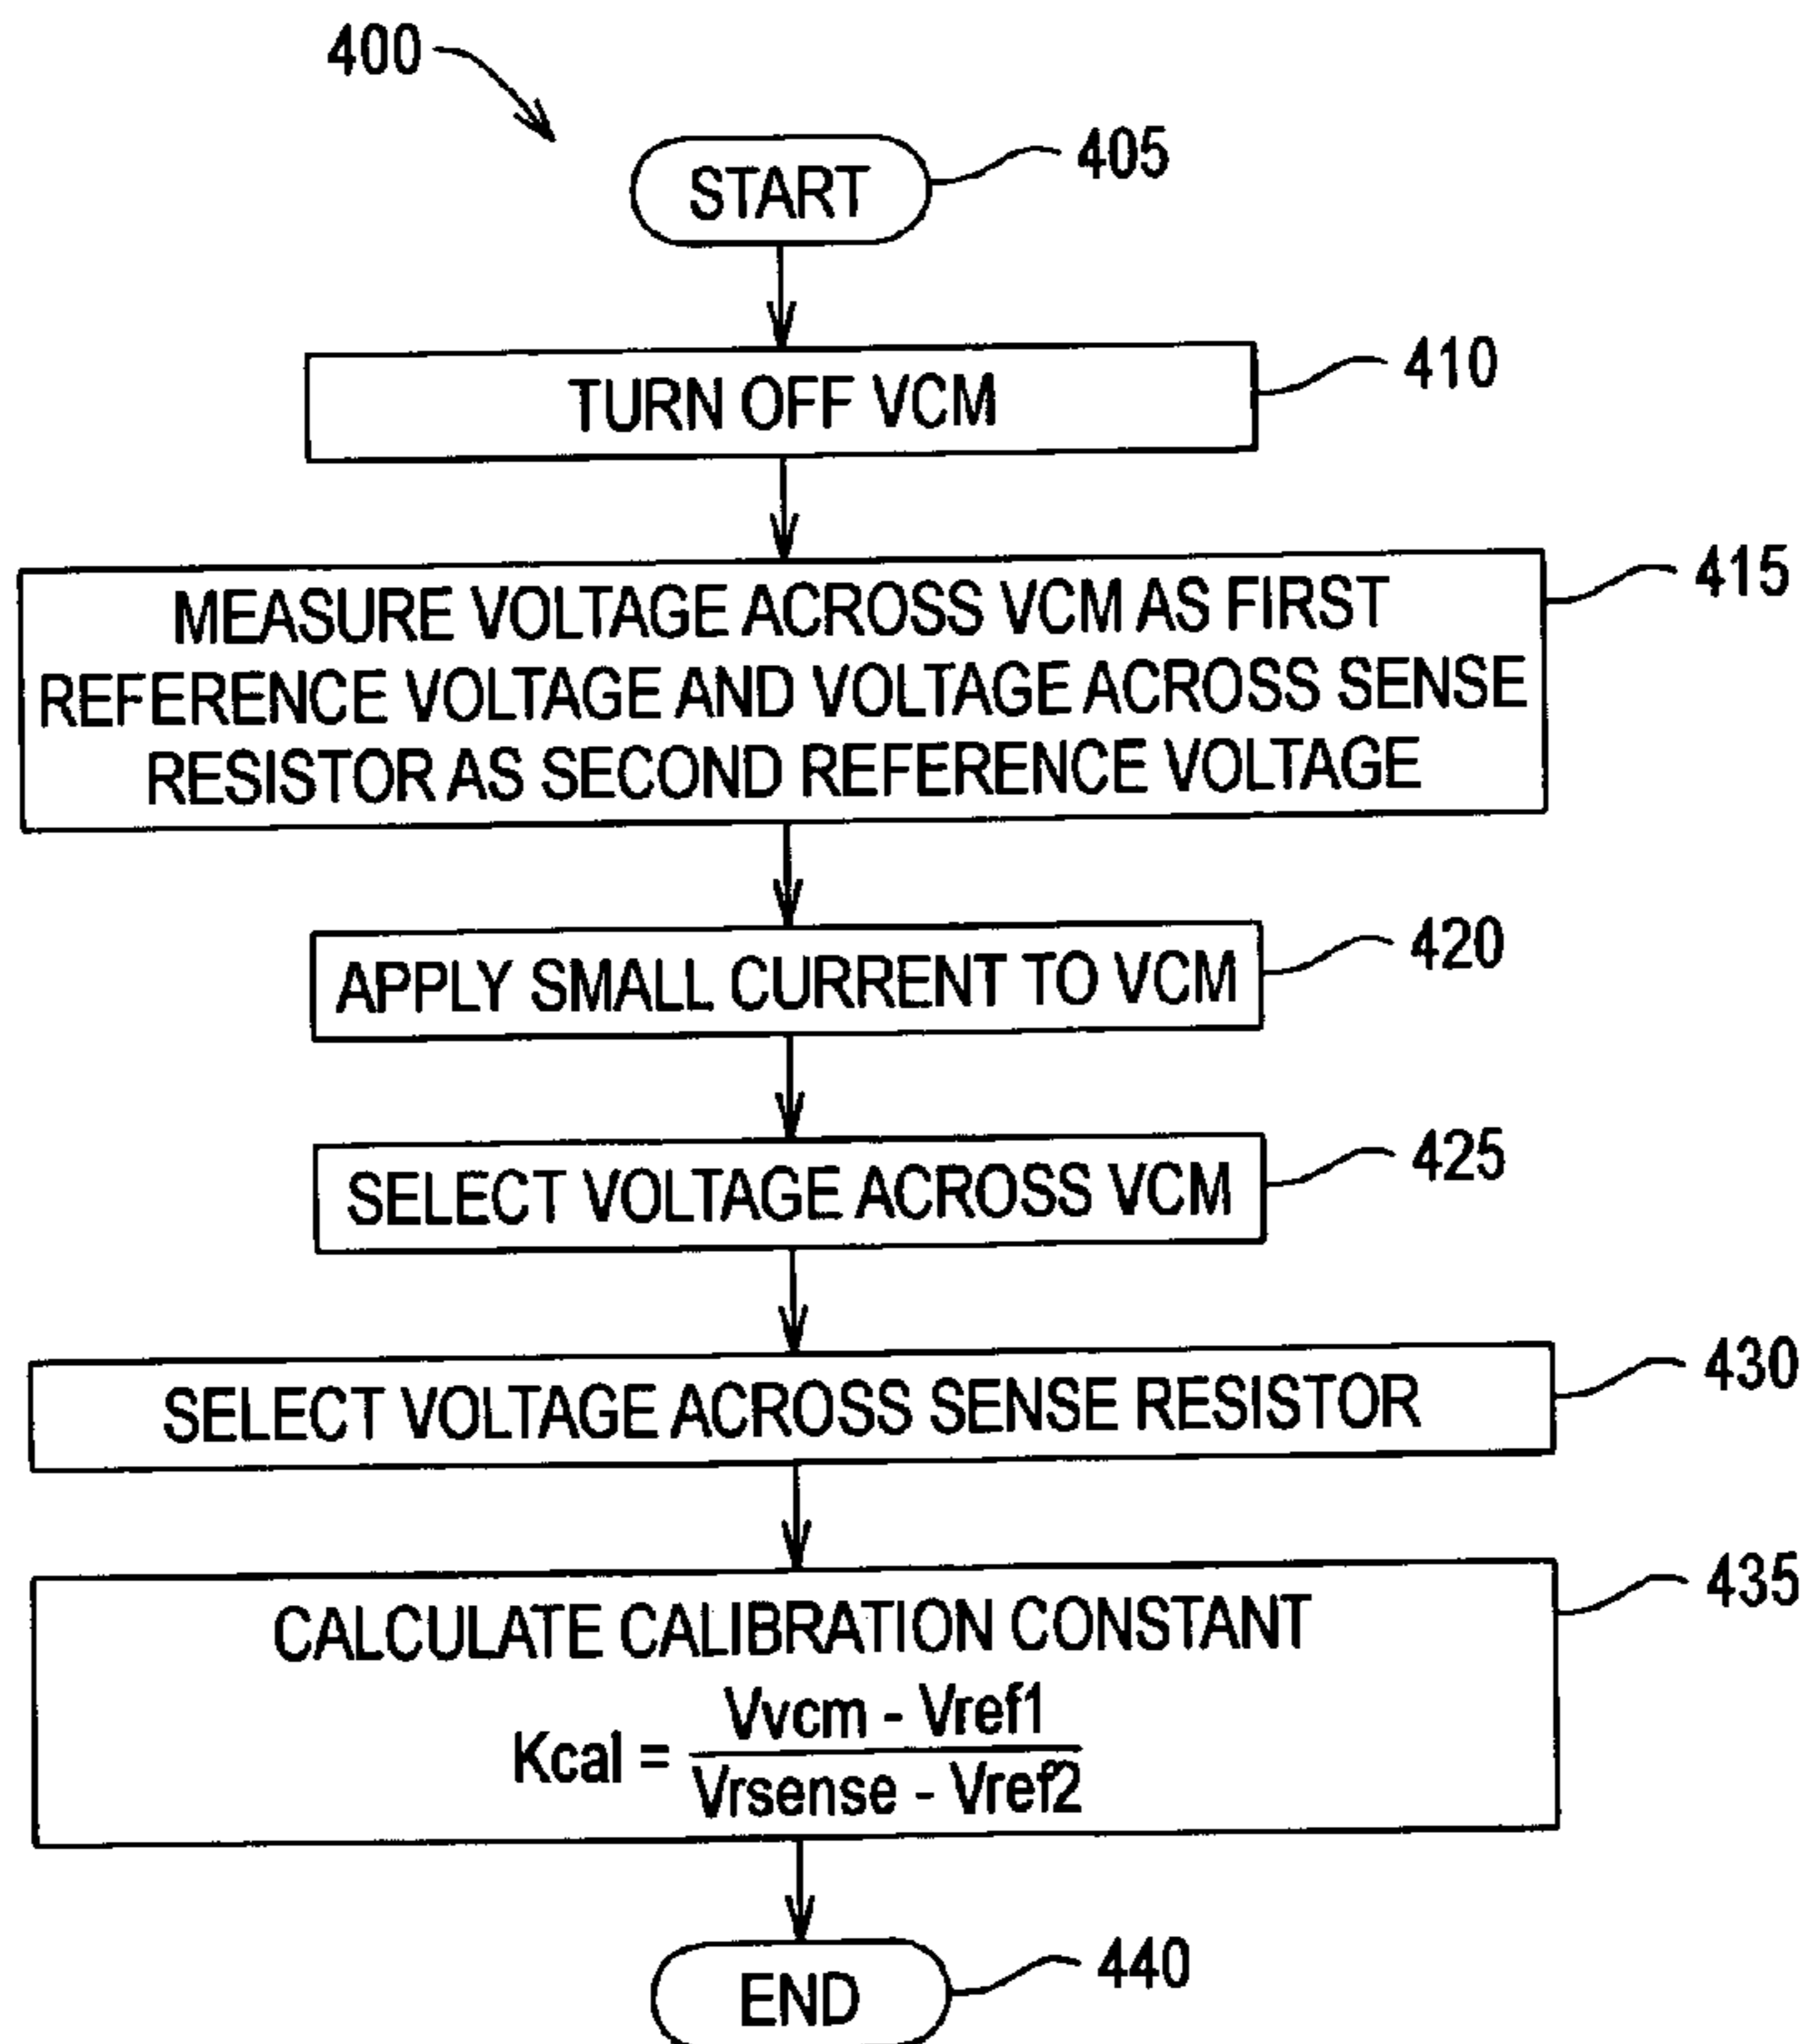 400
START
405
TURN OFF VCM
410
MEASURE VOLTAGE ACROSS VCM AS FIRST
REFERENCE VOLTAGE AND VOLTAGE ACROSS SENSE
RESISTOR AS SECOND REFERENCE VOLTAGE
415
APPLY SMALL CURRENT TO VCM
420
SELECT VOLTAGE ACROSS VCM
425
SELECT VOLTAGE ACROSS SENSE RESISTOR
430
CALCULATE CALIBRATION CONSTANT
435
Kcal = Vvcm - Vref1
Vrsense - Vref2
END
440